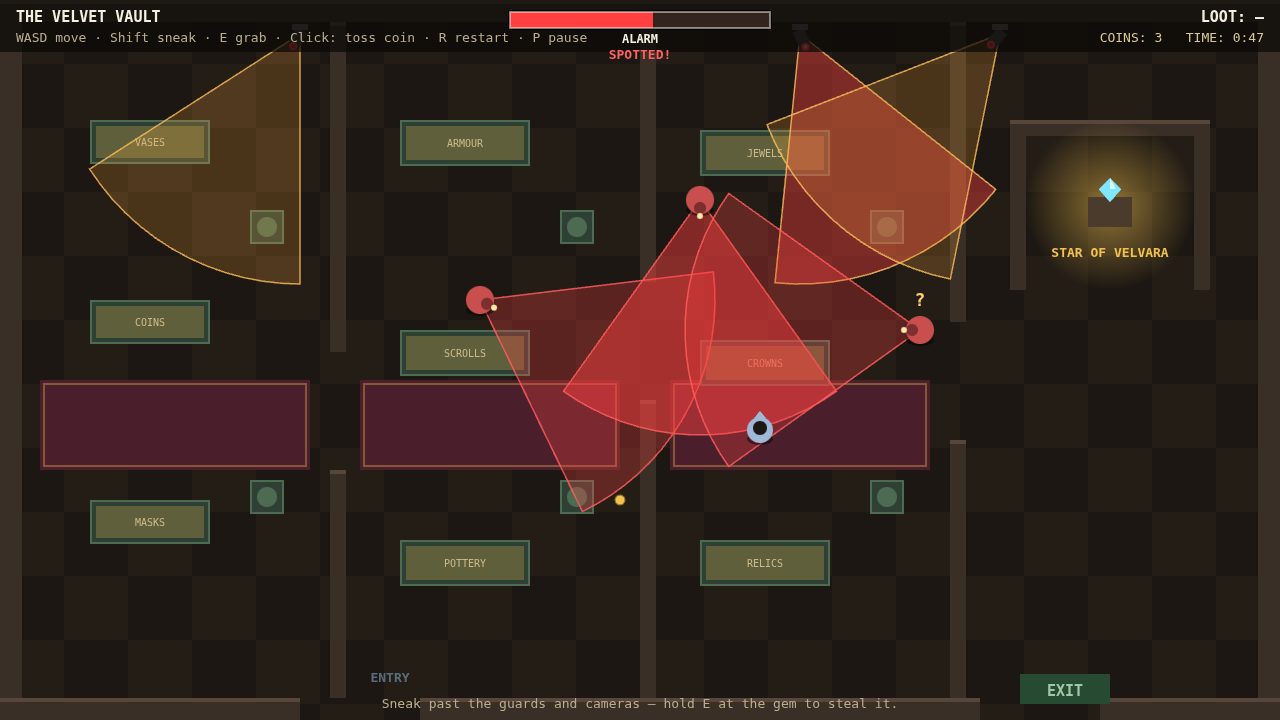 THE VELVET VAULT
LOOT: —
WASD move · Shift sneak · E grab · Click: toss coin · R restart · P pause
ALARM
COINS: 3 TIME: 0:47
SPOTTED!
VASES
ARMOUR
JEWELS
STAR OF VELVARA
?
COINS
SCROLLS
CROWNS
MASKS
POTTERY
RELICS
ENTRY
EXIT
Sneak past the guards and cameras — hold E at the gem to steal it.